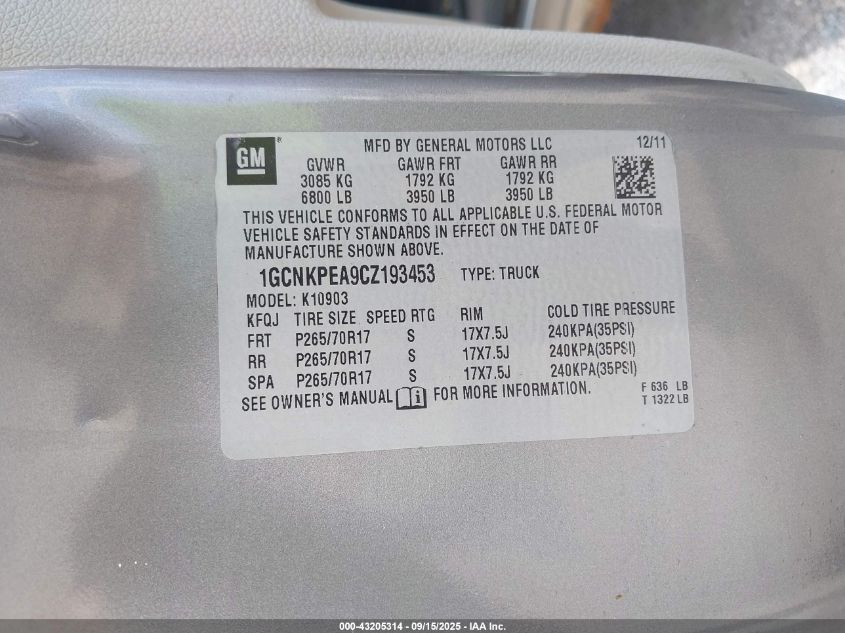 GM ® MFD BY GENERAL MOTORS LLC 12/11
GVWR GAWR FRT GAWR RR
3085 KG 1792 KG 1792 KG
6800 LB 3950 LB 3950 LB
THIS VEHICLE CONFORMS TO ALL APPLICABLE U.S. FEDERAL MOTOR
VEHICLE SAFETY STANDARDS IN EFFECT ON THE DATE OF
MANUFACTURE SHOWN ABOVE.
1GCNKPEA9CZ193453 TYPE: TRUCK
MODEL: K10903
KFQJ TIRE SIZE SPEED RTG RIM COLD TIRE PRESSURE
FRT P265/70R17 S 17X7.5J 240KPA(35PSI)
RR P265/70R17 S 17X7.5J 240KPA(35PSI)
SPA P265/70R17 S 17X7.5J 240KPA(35PSI)
SEE OWNER'S MANUAL i FOR MORE INFORMATION.
F 636 LB
T 1322 LB
000-43205314 - 09/15/2025 - IAA Inc.